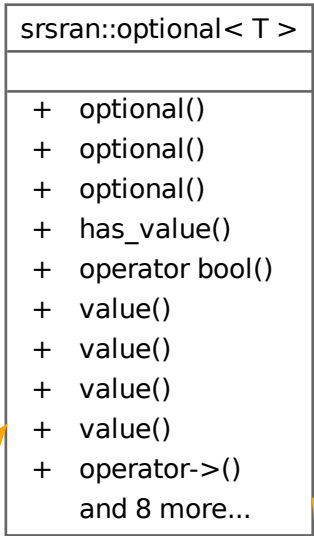 srsran::optional< T >
+ optional()
+ optional()
+ optional()
+ has_value()
+ operator bool()
+ value()
+ value()
+ value()
+ value()
+ operator->()
and 8 more...